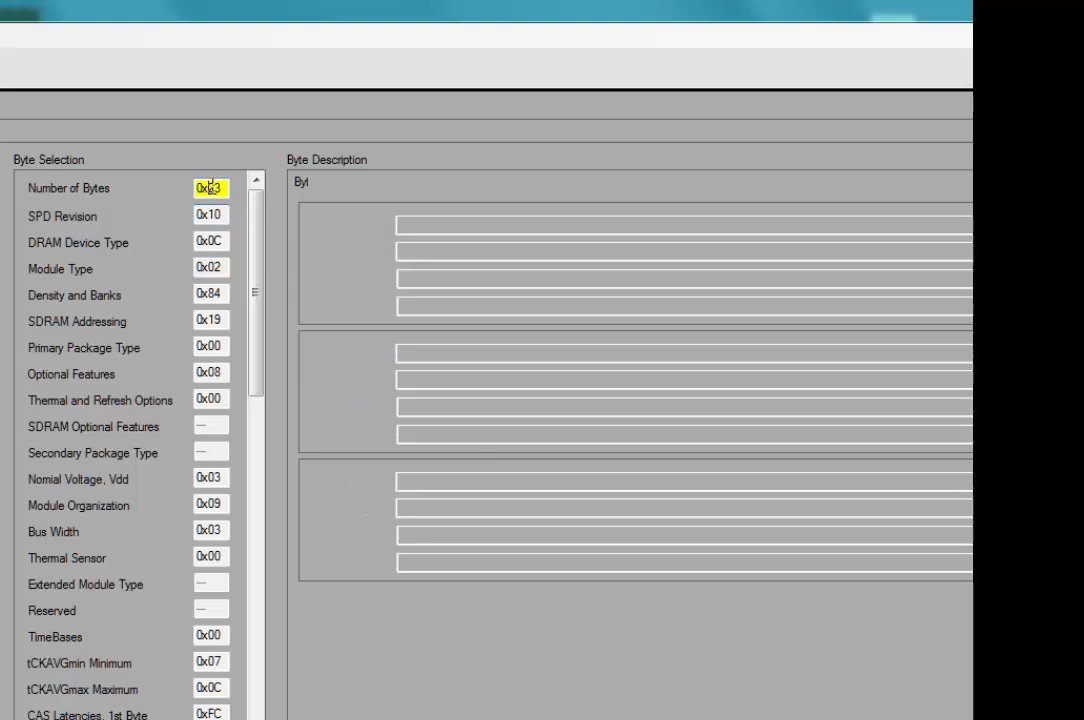 Byte Selection
Byte Description
Number of Bytes
Byt
SPD Revision 0x10
DRAM Device Type 0x0C
Module Type 0x02
Density and Banks 0x84
SDRAM Addressing 0x19
Primary Package Type 0x00
Optional Features 0x08
Thermal and Refresh Options 0x00
SDRAM Optional Features ---
Secondary Package Type ---
Nomial Voltage, Vdd 0x03
Module Organization 0x09
Bus Width 0x03
Thermal Sensor 0x00
Extended Module Type ---
Reserved ---
TimeBases 0x00
tCKAVGmin Minimum 0x07
tCKAVGmax Maximum 0x0C
CAS Latencies, 1st Byte 0xFC